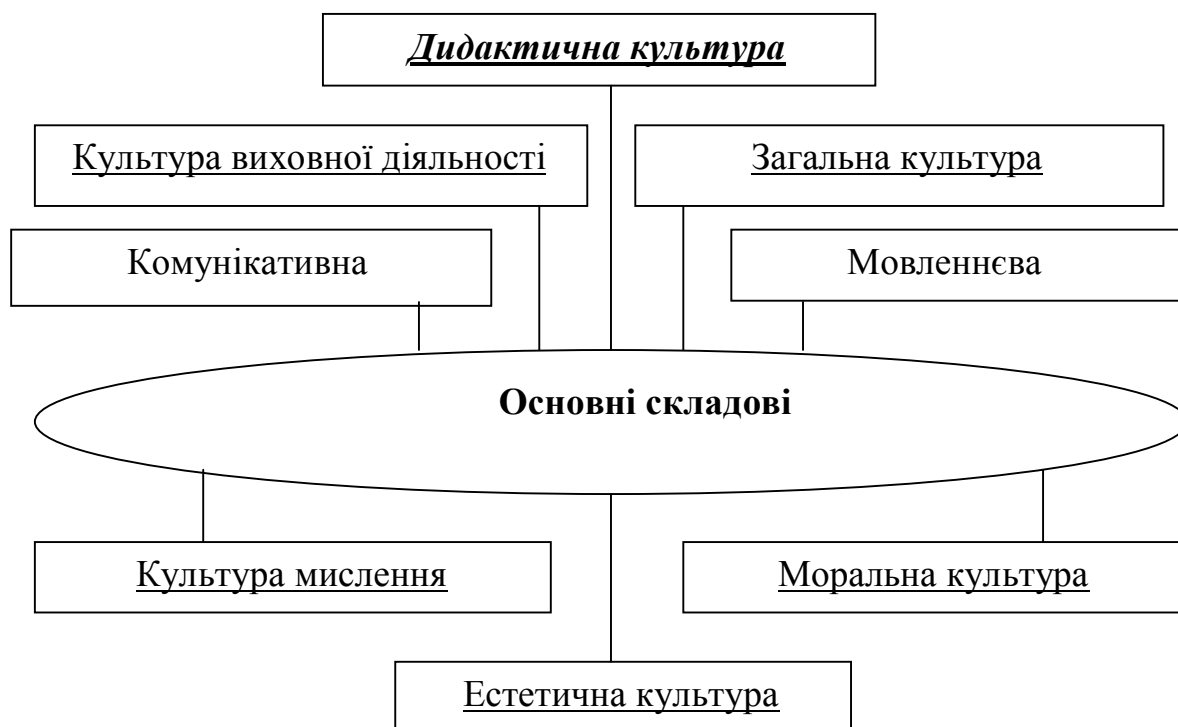 Дидактична культура
Культура виховної діяльності
Загальна культура
Комунікативна
Мовленнєва
Основні складові
Культура мислення
Моральна культура
Естетична культура